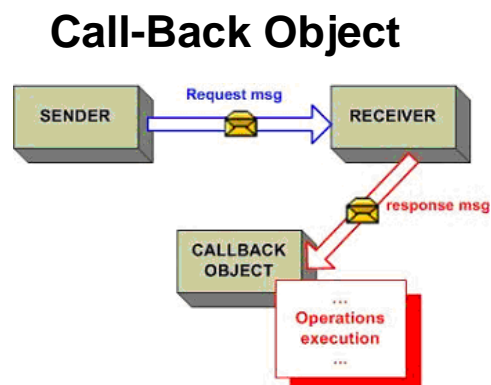 Call-Back Object
Request msg
SENDER
RECEIVER
response msg
CALLBACK
OBJECT
...
Operations
execution
...